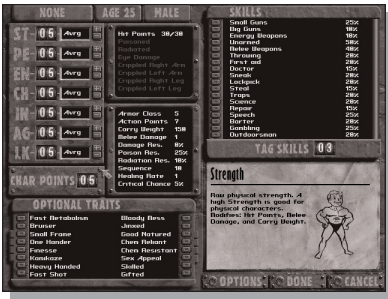 NONE
AGE 25
MALE
ST- 05 Avrg
PE- 05 Avrg
EN- 05 Avrg
CH- 05 Avrg
IN- 05 Avrg
AG- 05 Avrg
LK- 05 Avrg
CHAR POINTS 05
Hit Points 30/30
Poisoned
Radiated
Eye Damage
Crippled Right Arm
Crippled Left Arm
Crippled Right Leg
Crippled Left Leg
Armor Class 5
Action Points 7
Carry Weight 150
Melee Damage 1
Damage Res. 0%
Poison Res. 25%
Radiation Res. 10%
Sequence 10
Healing Rate 1
Critical Chance 5%
OPTIONAL TRAITS
Fast Metabolism Bloody Mess
Bruiser Jinxed
Small Frame Good Natured
One Hander Chem Reliant
Finesse Chem Resistant
Kamikaze Sex Appeal
Heavy Handed Skilled
Fast Shot Gifted
SKILLS
Small Guns 25%
Big Guns 10%
Energy Weapons 10%
Unarmed 50%
Melee Weapons 40%
Throwing 20%
First Aid 20%
Doctor 15%
Sneak 20%
Lockpick 20%
Steal 15%
Traps 20%
Science 20%
Repair 15%
Speech 25%
Barter 20%
Gambling 25%
Outdoorsman 20%
TAG SKILLS 03
Strength
Raw physical strength. A
high Strength is good for
physical characters.
Modifies: Hit Points, Melee
Damage, and Carry Weight.
OPTIONS
DONE
CANCEL